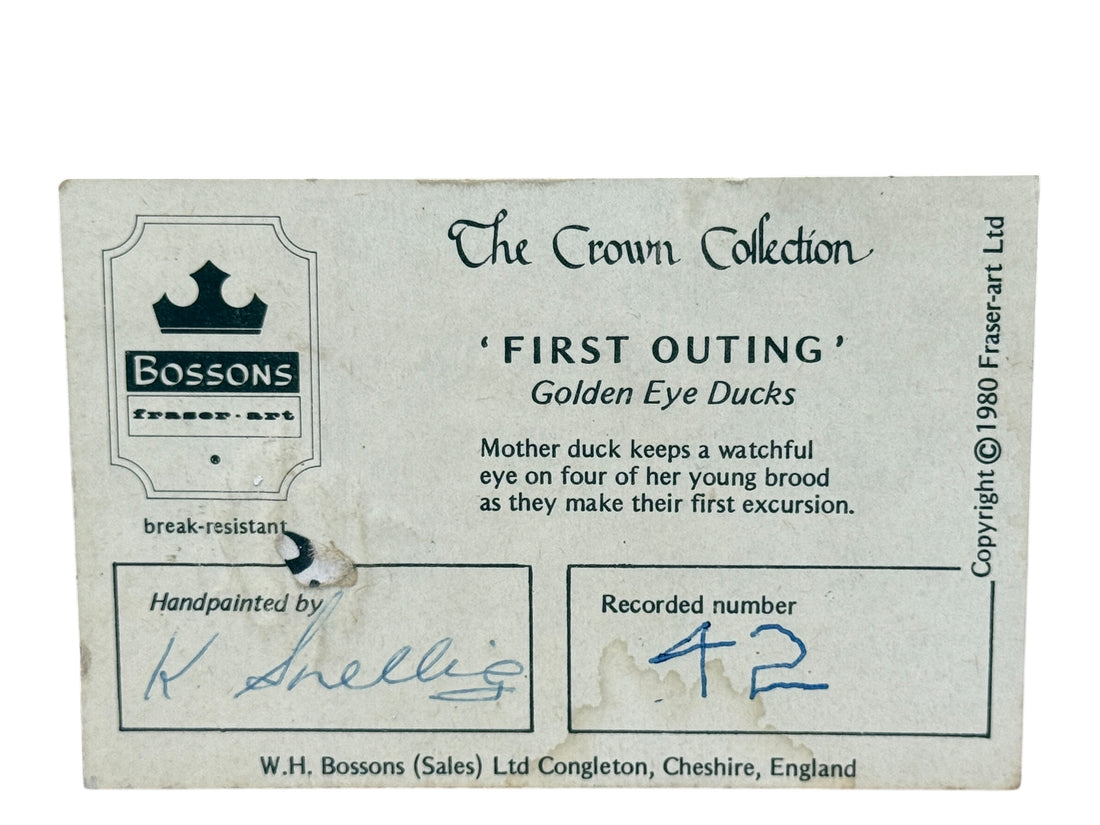 The Crown Collection
BOSSONS
fraser-art
break-resistant
'FIRST OUTING'
Golden Eye Ducks
Mother duck keeps a watchful
eye on four of her young brood
as they make their first excursion.
Copyright © 1980 Fraser-art Ltd
Handpainted by
K Snelling
Recorded number
42
W.H. Bossons (Sales) Ltd Congleton, Cheshire, England